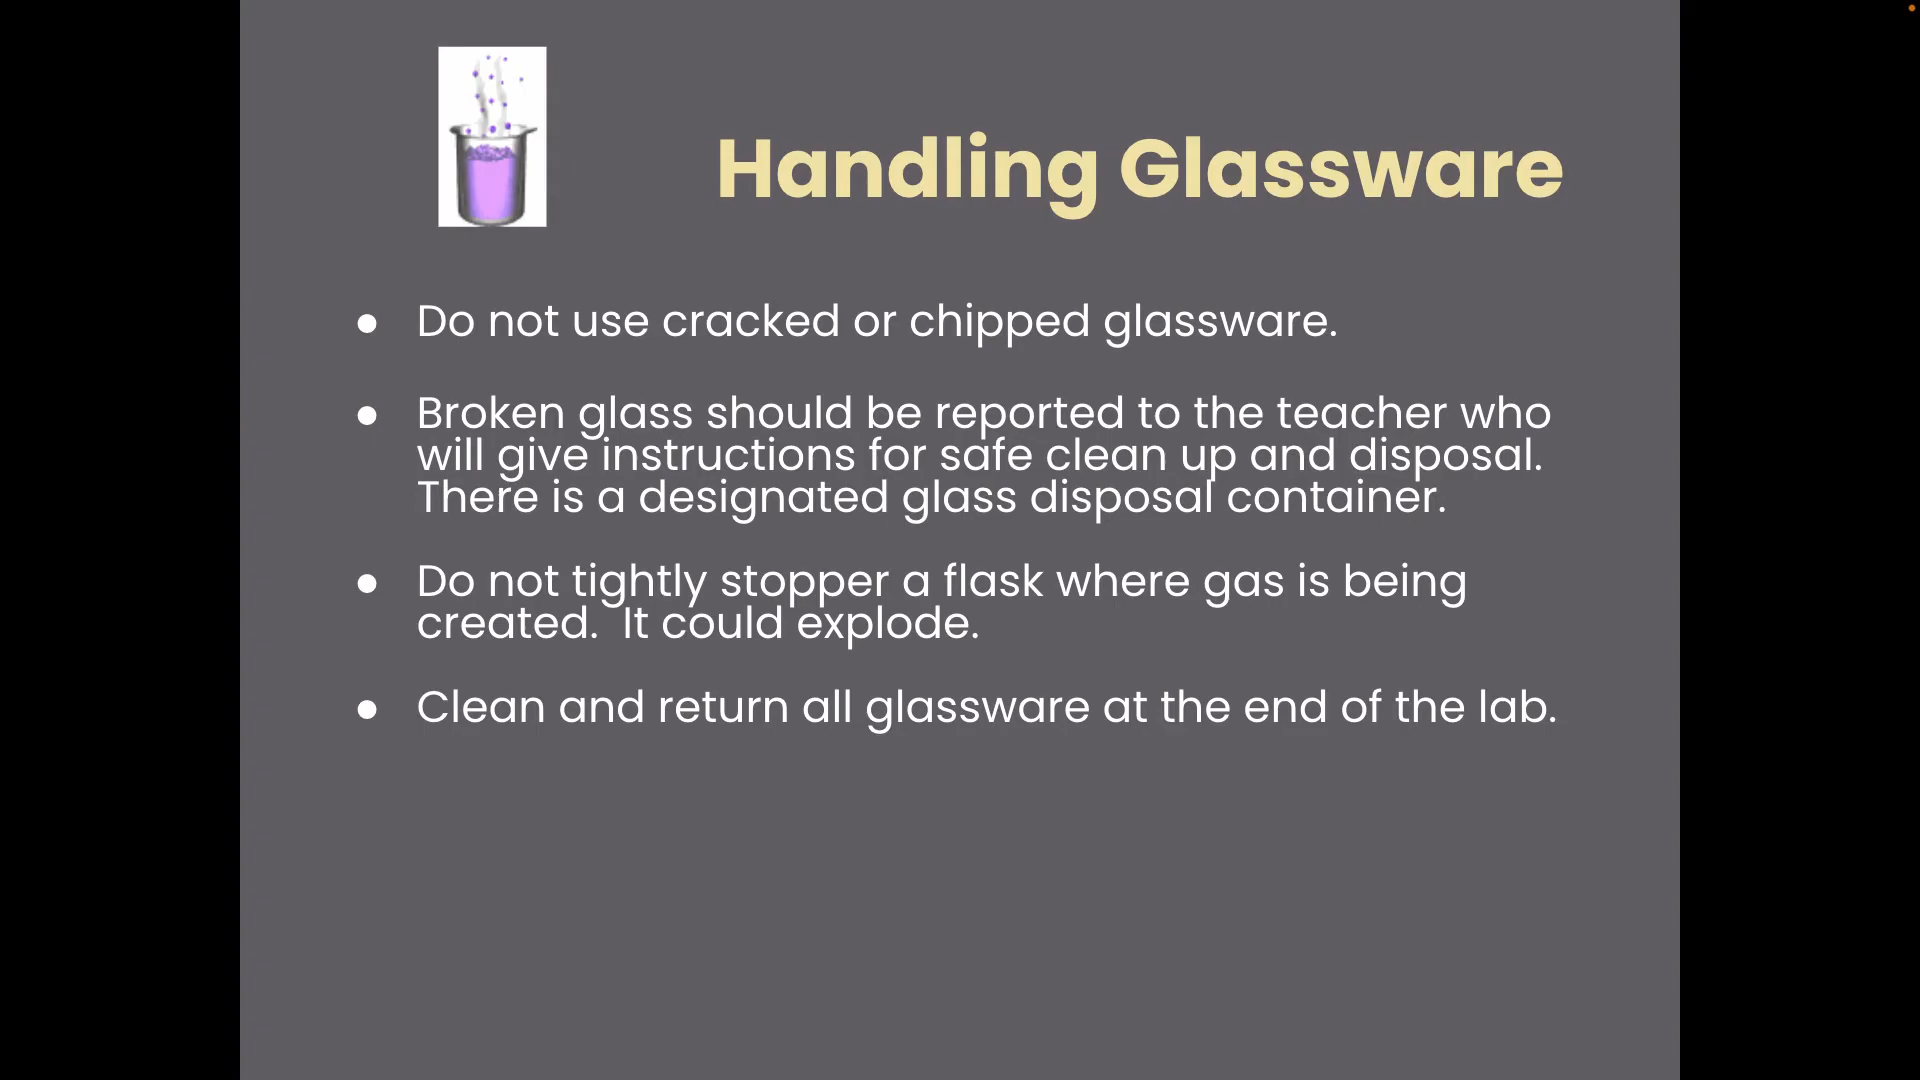 Handling Glassware
● Do not use cracked or chipped glassware.
● Broken glass should be reported to the teacher who
will give instructions for safe clean up and disposal.
There is a designated glass disposal container.
● Do not tightly stopper a flask where gas is being
created.  It could explode.
● Clean and return all glassware at the end of the lab.